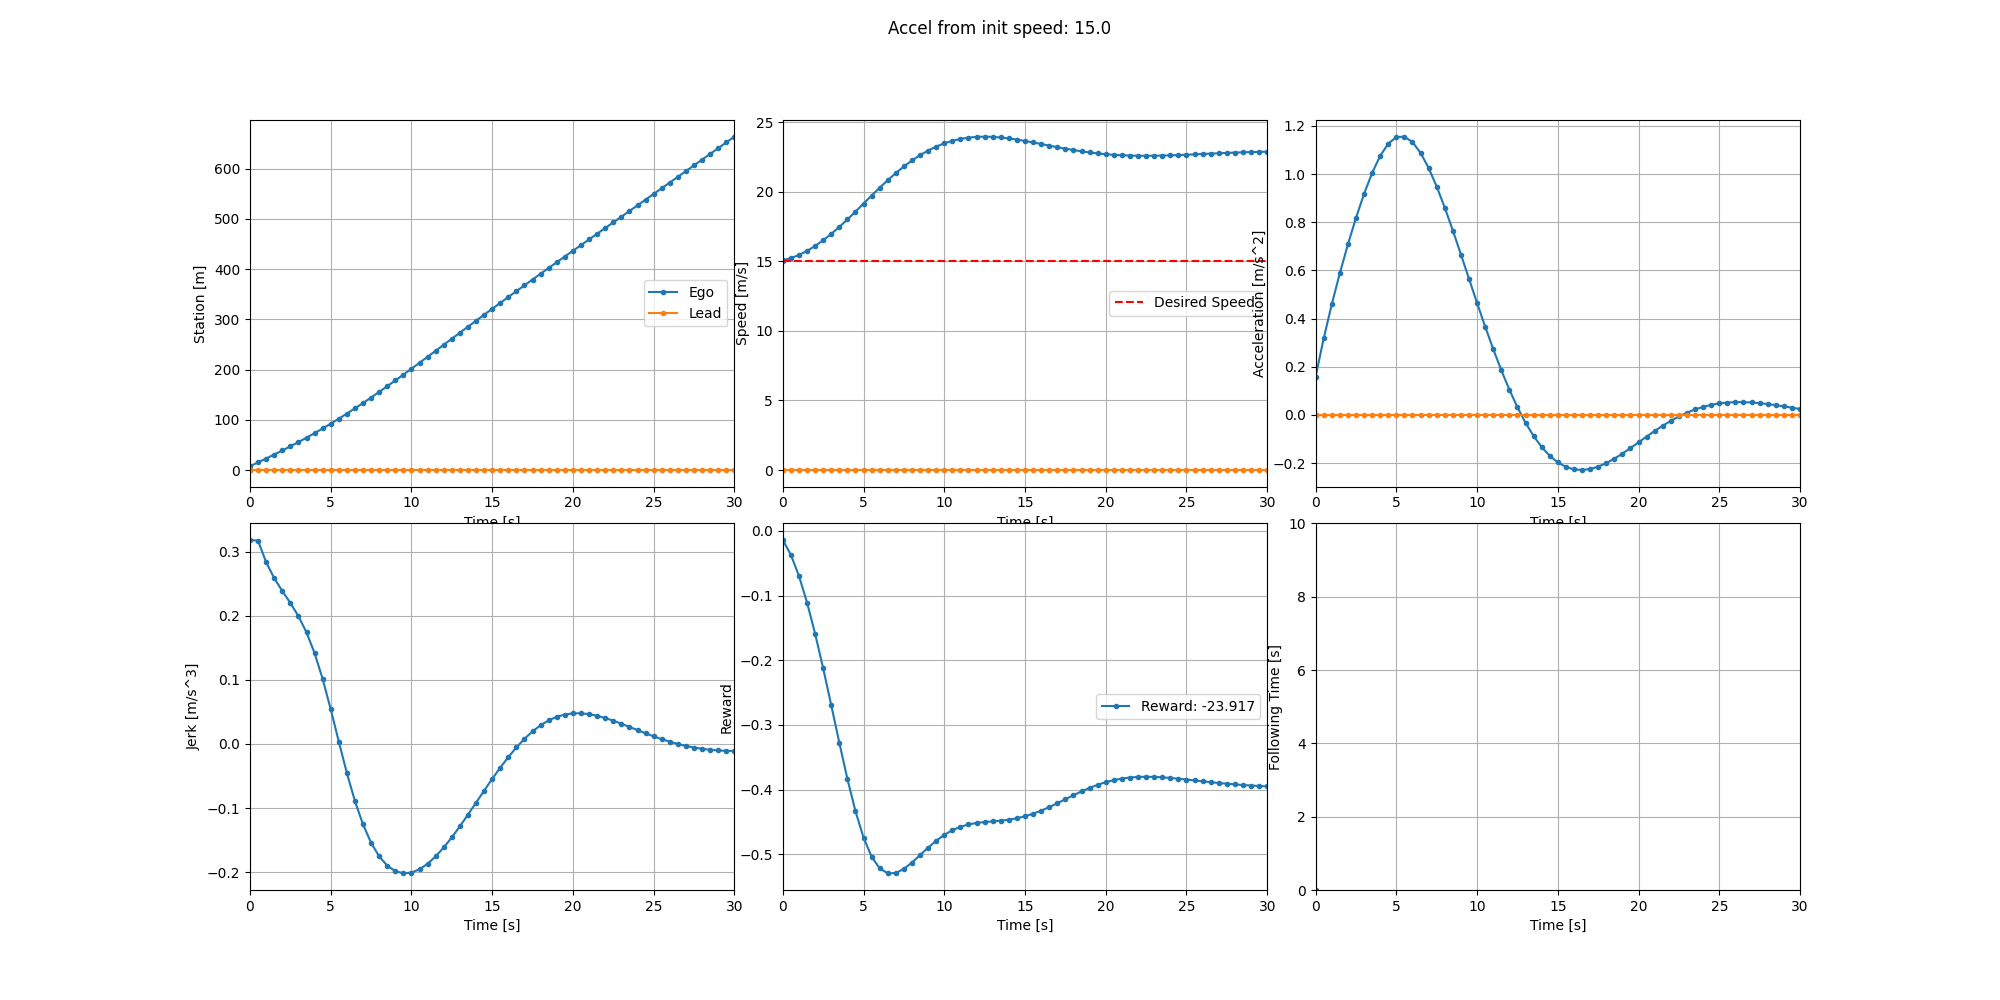 Accel from init speed: 15.0
Station [m]
600
500
400
300
200
100
0
0 5 10 15 20 25 30
Time [s]
Ego
Lead
Speed [m/s]
25
20
15
10
5
0
0 5 10 15 20 25 30
Time [s]
Desired Speed
Acceleration [m/s^2]
1.2
1.0
0.8
0.6
0.4
0.2
0.0
−0.2
0 5 10 15 20 25 30
Time [s]
Jerk [m/s^3]
0.3
0.2
0.1
0.0
−0.1
−0.2
0 5 10 15 20 25 30
Time [s]
Reward
0.0
−0.1
−0.2
−0.3
−0.4
−0.5
0 5 10 15 20 25 30
Time [s]
Reward: -23.917
Following Time [s]
10
8
6
4
2
0
0 5 10 15 20 25 30
Time [s]